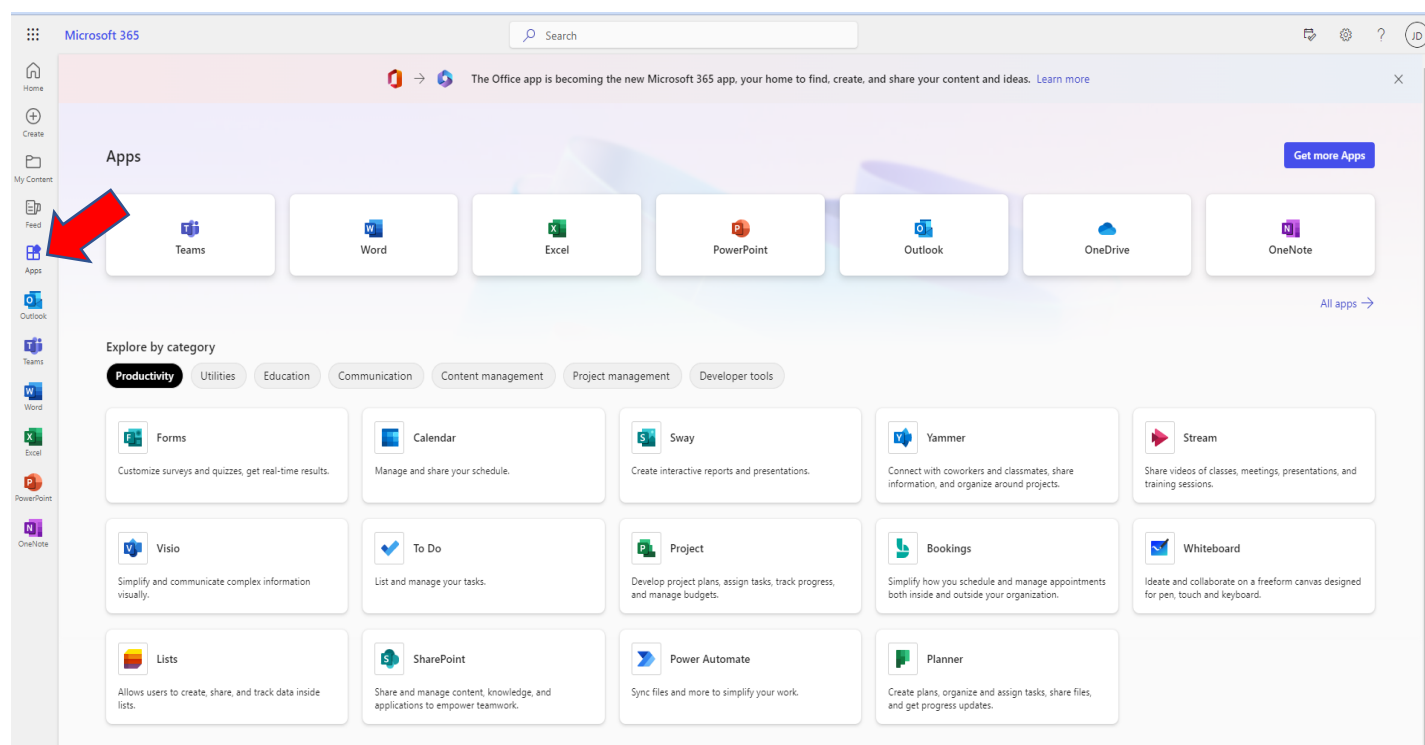 Microsoft 365
Search
JD
Home
Create
My Content
Feed
Apps
Outlook
Teams
Word
Excel
PowerPoint
OneNote
The Office app is becoming the new Microsoft 365 app, your home to find, create, and share your content and ideas. Learn more
Apps
Get more Apps
Teams
Word
Excel
PowerPoint
Outlook
OneDrive
OneNote
All apps →
Explore by category
Productivity
Utilities
Education
Communication
Content management
Project management
Developer tools
Forms
Customize surveys and quizzes, get real-time results.
Calendar
Manage and share your schedule.
Sway
Create interactive reports and presentations.
Yammer
Connect with coworkers and classmates, share
information, and organize around projects.
Stream
Share videos of classes, meetings, presentations, and
training sessions.
Visio
Simplify and communicate complex information
visually.
To Do
List and manage your tasks.
Project
Develop project plans, assign tasks, track progress,
and manage budgets.
Bookings
Simplify how you schedule and manage appointments
both inside and outside your organization.
Whiteboard
Ideate and collaborate on a freeform canvas designed
for pen, touch and keyboard.
Lists
Allows users to create, share, and track data inside
lists.
SharePoint
Share and manage content, knowledge, and
applications to empower teamwork.
Power Automate
Sync files and more to simplify your work.
Planner
Create plans, organize and assign tasks, share files,
and get progress updates.